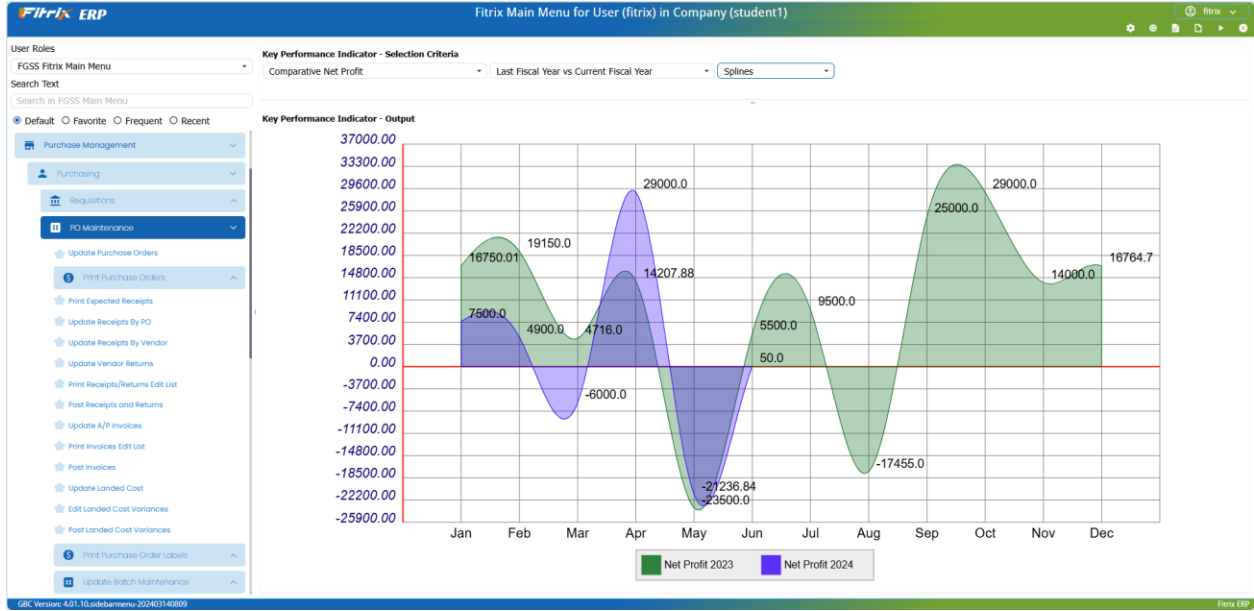 Fitrix ERP
Fitrix Main Menu for User (fitrix) in Company (student1)
fitrix
User Roles
FGSS Fitrix Main Menu
Search Text
Search in FGSS Main Menu
Default Favorite Frequent Recent
Purchase Management
Purchasing
Requisitions
PO Maintenance
Update Purchase Orders
Print Purchase Orders
Print Expected Receipts
Update Receipts By PO
Update Receipts By Vendor
Update Vendor Returns
Print Receipts/Returns Edit List
Post Receipts and Returns
Update A/P Invoices
Print Invoices Edit List
Post Invoices
Update Landed Cost
Edit Landed Cost Variances
Post Landed Cost Variances
Print Purchase Order Labels
Update Batch Maintenance
Key Performance Indicator - Selection Criteria
Comparative Net Profit Last Fiscal Year vs Current Fiscal Year Splines
Key Performance Indicator - Output
37000.00
33300.00
29600.00
25900.00
22200.00
18500.00
14800.00
11100.00
7400.00
3700.00
0.00
-3700.00
-7400.00
-11100.00
-14800.00
-18500.00
-22200.00
-25900.00
29000.0 29000.0
25000.0
19150.0
16750.01 16764.7
14207.88 14000.0
7500.0 9500.0
4900.0 4716.0 5500.0
50.0
-6000.0
-17455.0
-21236.84
-23500.0
Jan Feb Mar Apr May Jun Jul Aug Sep Oct Nov Dec
Net Profit 2023 Net Profit 2024
GBC Version: 4.01.10.sidebarmenu-202403140809
Fitrix ERP